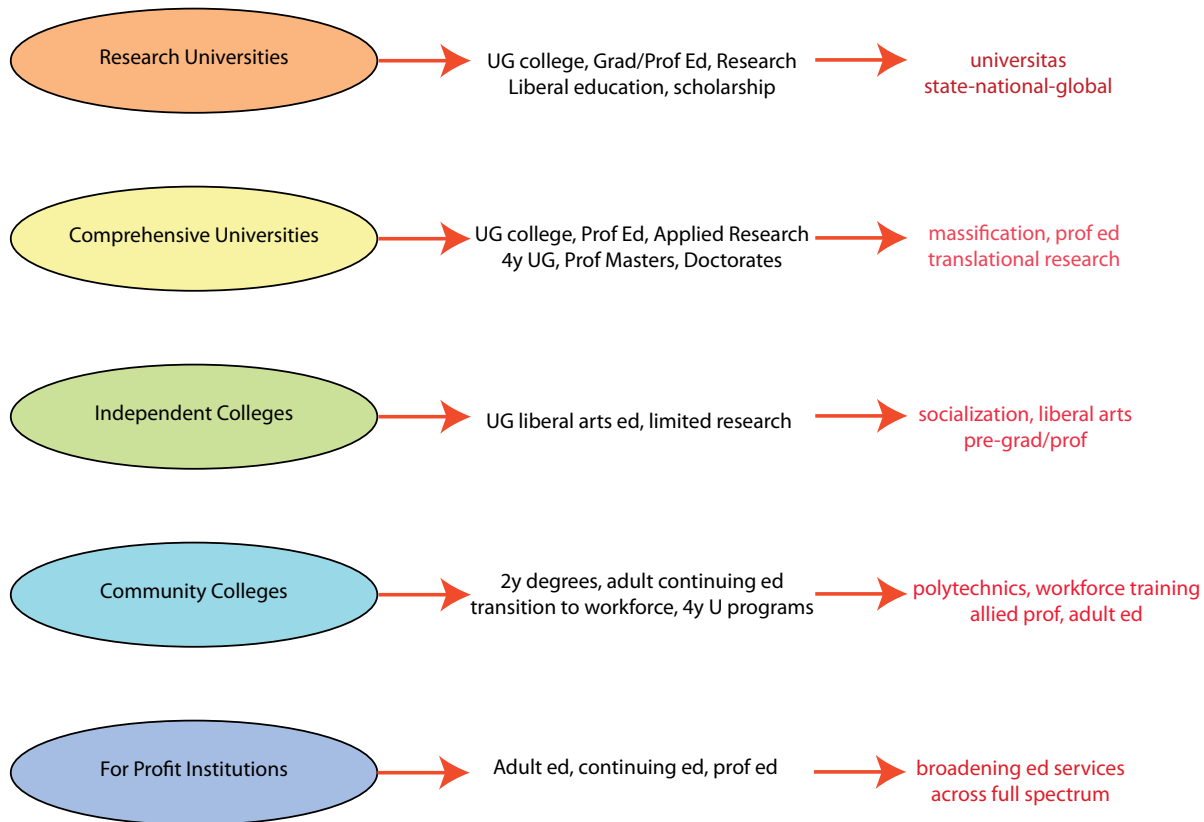 Research Universities
UG college, Grad/Prof Ed, Research
Liberal education, scholarship
universitas
state-national-global
Comprehensive Universities
UG college, Prof Ed, Applied Research
4y UG, Prof Masters, Doctorates
massification, prof ed
translational research
Independent Colleges
UG liberal arts ed, limited research
socialization, liberal arts
pre-grad/prof
Community Colleges
2y degrees, adult continuing ed
transition to workforce, 4y U programs
polytechnics, workforce training
allied prof, adult ed
For Profit Institutions
Adult ed, continuing ed, prof ed
broadening ed services
across full spectrum